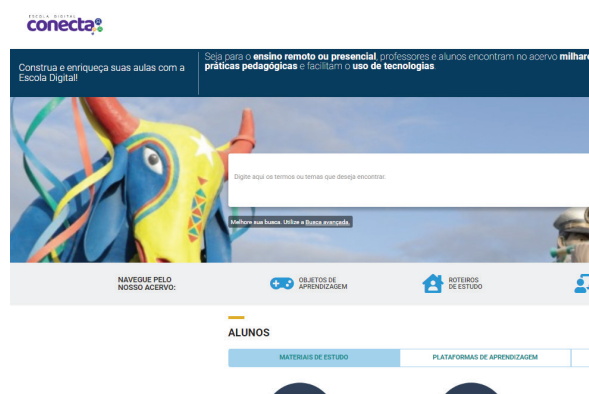 ESCOLA DIGITAL
conecta
Construa e enriqueça suas aulas com a
Escola Digital!
Seja para o ensino remoto ou presencial, professores e alunos encontram no acervo milhare
práticas pedagógicas e facilitam o uso de tecnologias.
Digite aqui os termos ou temas que deseja encontrar.
Melhore sua busca. Utilize a Busca avançada.
NAVEGUE PELO
NOSSO ACERVO:
OBJETOS DE
APRENDIZAGEM
ROTEIROS
DE ESTUDO
ALUNOS
MATERIAIS DE ESTUDO
PLATAFORMAS DE APRENDIZAGEM